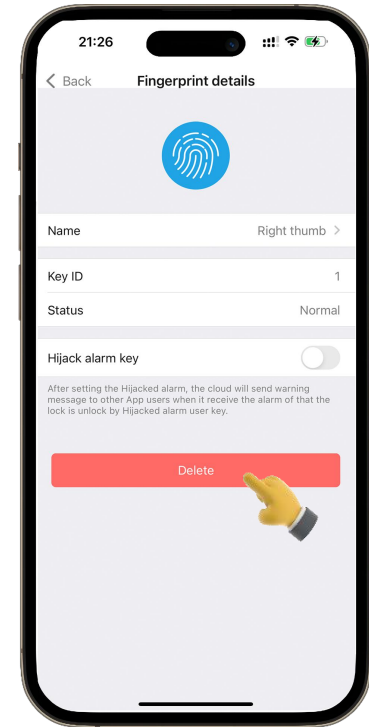 21:26
Back Fingerprint details
Name Right thumb
Key ID 1
Status Normal
Hijack alarm key
After setting the Hijacked alarm, the cloud will send warning
message to other App users when it receive the alarm of that the
lock is unlock by Hijacked alarm user key.
Delete